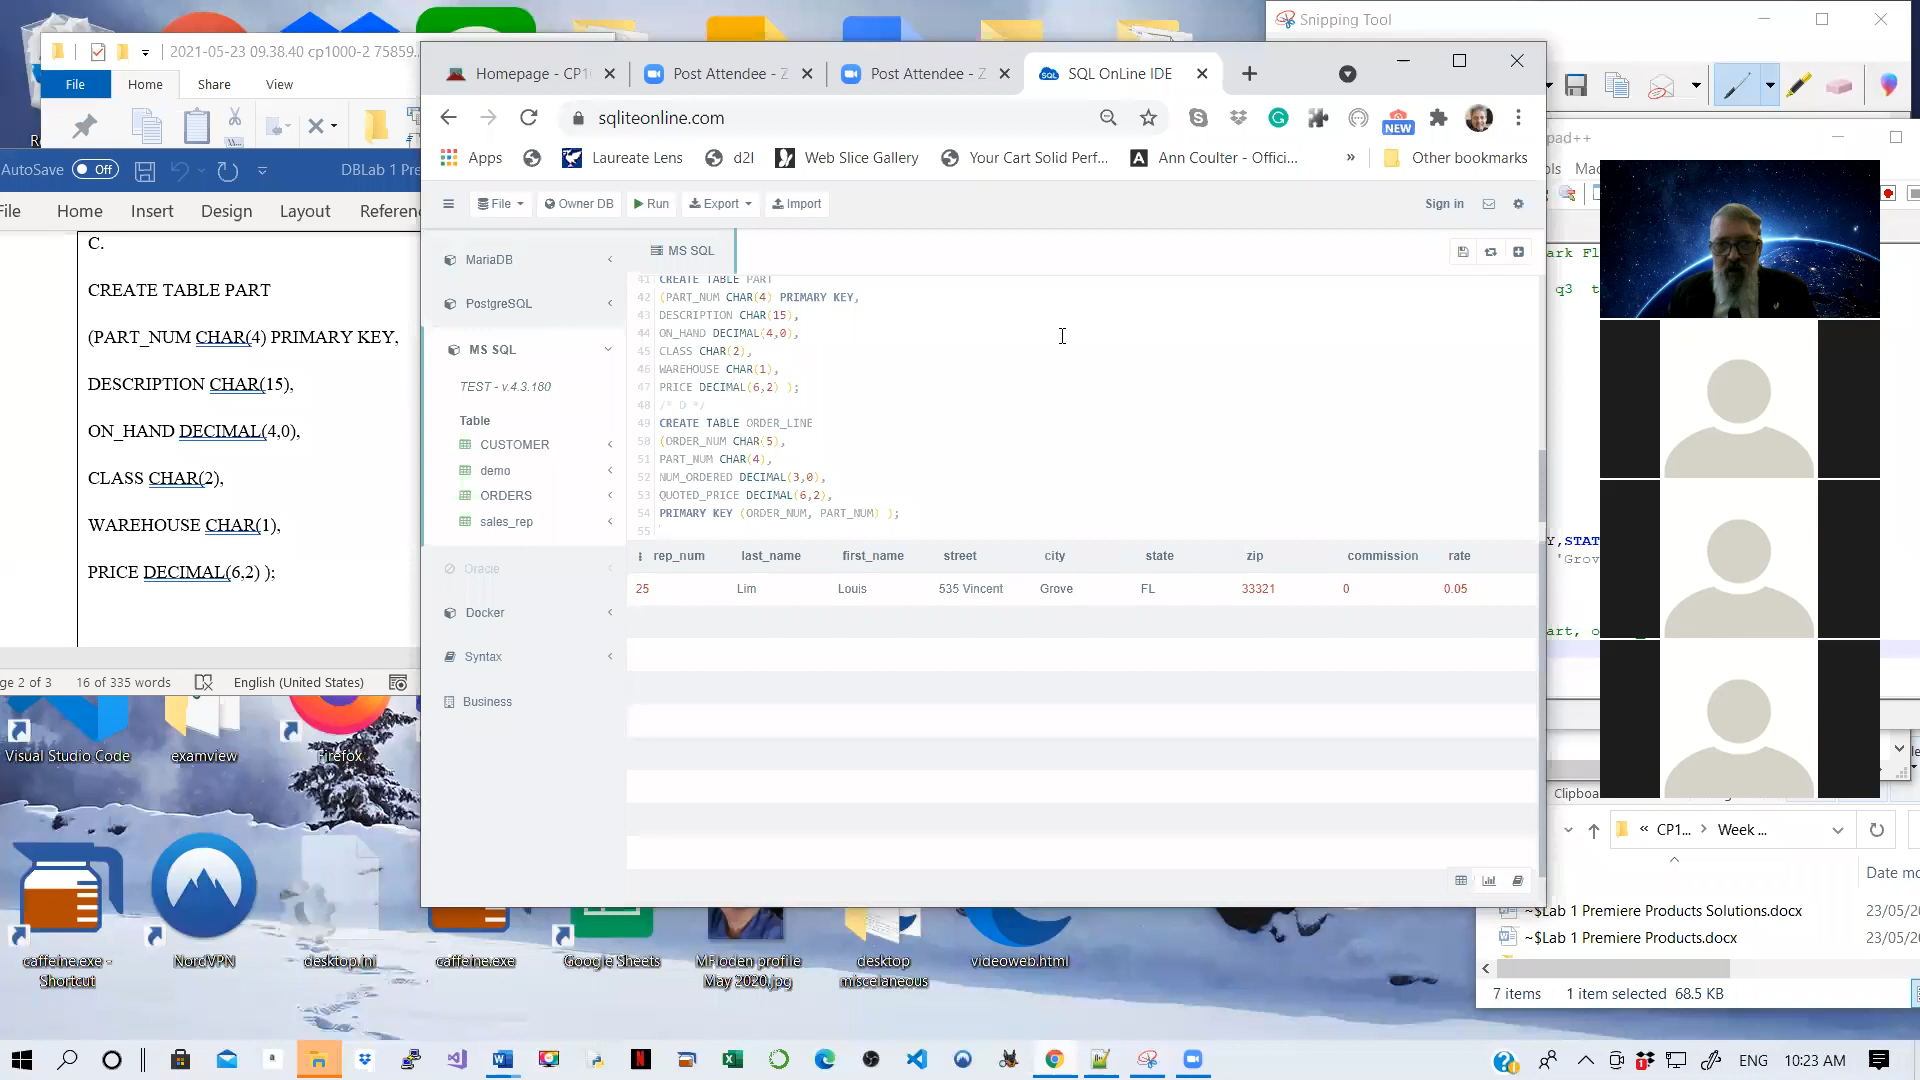 Snipping Tool
2021-05-23 09.38.40 cp1000-2 75859...
File Home Share View
AutoSave Off DBLab 1 Pre
File Home Insert Design Layout Referen
C.
CREATE TABLE PART
(PART_NUM CHAR(4) PRIMARY KEY,
DESCRIPTION CHAR(15),
ON_HAND DECIMAL(4,0),
CLASS CHAR(2),
WAREHOUSE CHAR(1),
PRICE DECIMAL(6,2) );
ge 2 of 3 16 of 335 words English (United States)
Homepage - CP1 Post Attendee - Z Post Attendee - Z SQL OnLine IDE
sqliteonline.com
NEW
Apps Laureate Lens d2l Web Slice Gallery Your Cart Solid Perf... Ann Coulter - Offici... » Other bookmarks
File Owner DB Run Export Import Sign in
MariaDB
PostgreSQL
MS SQL
TEST - v.4.3.160
Table
CUSTOMER
demo
ORDERS
sales_rep
Oracle
Docker
Syntax
Business
MS SQL
41 CREATE TABLE PART
42 (PART_NUM CHAR(4) PRIMARY KEY,
43 DESCRIPTION CHAR(15),
44 ON_HAND DECIMAL(4,0),
45 CLASS CHAR(2),
46 WAREHOUSE CHAR(1),
47 PRICE DECIMAL(6,2) );
48 /* D */
49 CREATE TABLE ORDER_LINE
50 (ORDER_NUM CHAR(5),
51 PART_NUM CHAR(4),
52 NUM_ORDERED DECIMAL(3,0),
53 QUOTED_PRICE DECIMAL(6,2),
54 PRIMARY KEY (ORDER_NUM, PART_NUM) );
55
rep_num last_name first_name street city state zip commission rate
25 Lim Louis 535 Vincent Grove FL 33321 0 0.05
pad++
ols Mac
ark Fl
q3 t
Y,STAT
'Grov
art, o
Clipboa
« CP1... > Week ...
Date mo
~$Lab 1 Premiere Products Solutions.docx 23/05/20
~$Lab 1 Premiere Products.docx 23/05/20
7 items 1 item selected 68.5 KB
Visual Studio Code
examview
Firefox
caffeine.exe - Shortcut
NordVPN
desktop.ini
caffeine.exe
Google Sheets
MFloden profile May 2020.jpg
desktop miscelaneous
videoweb.html
ENG 10:23 AM